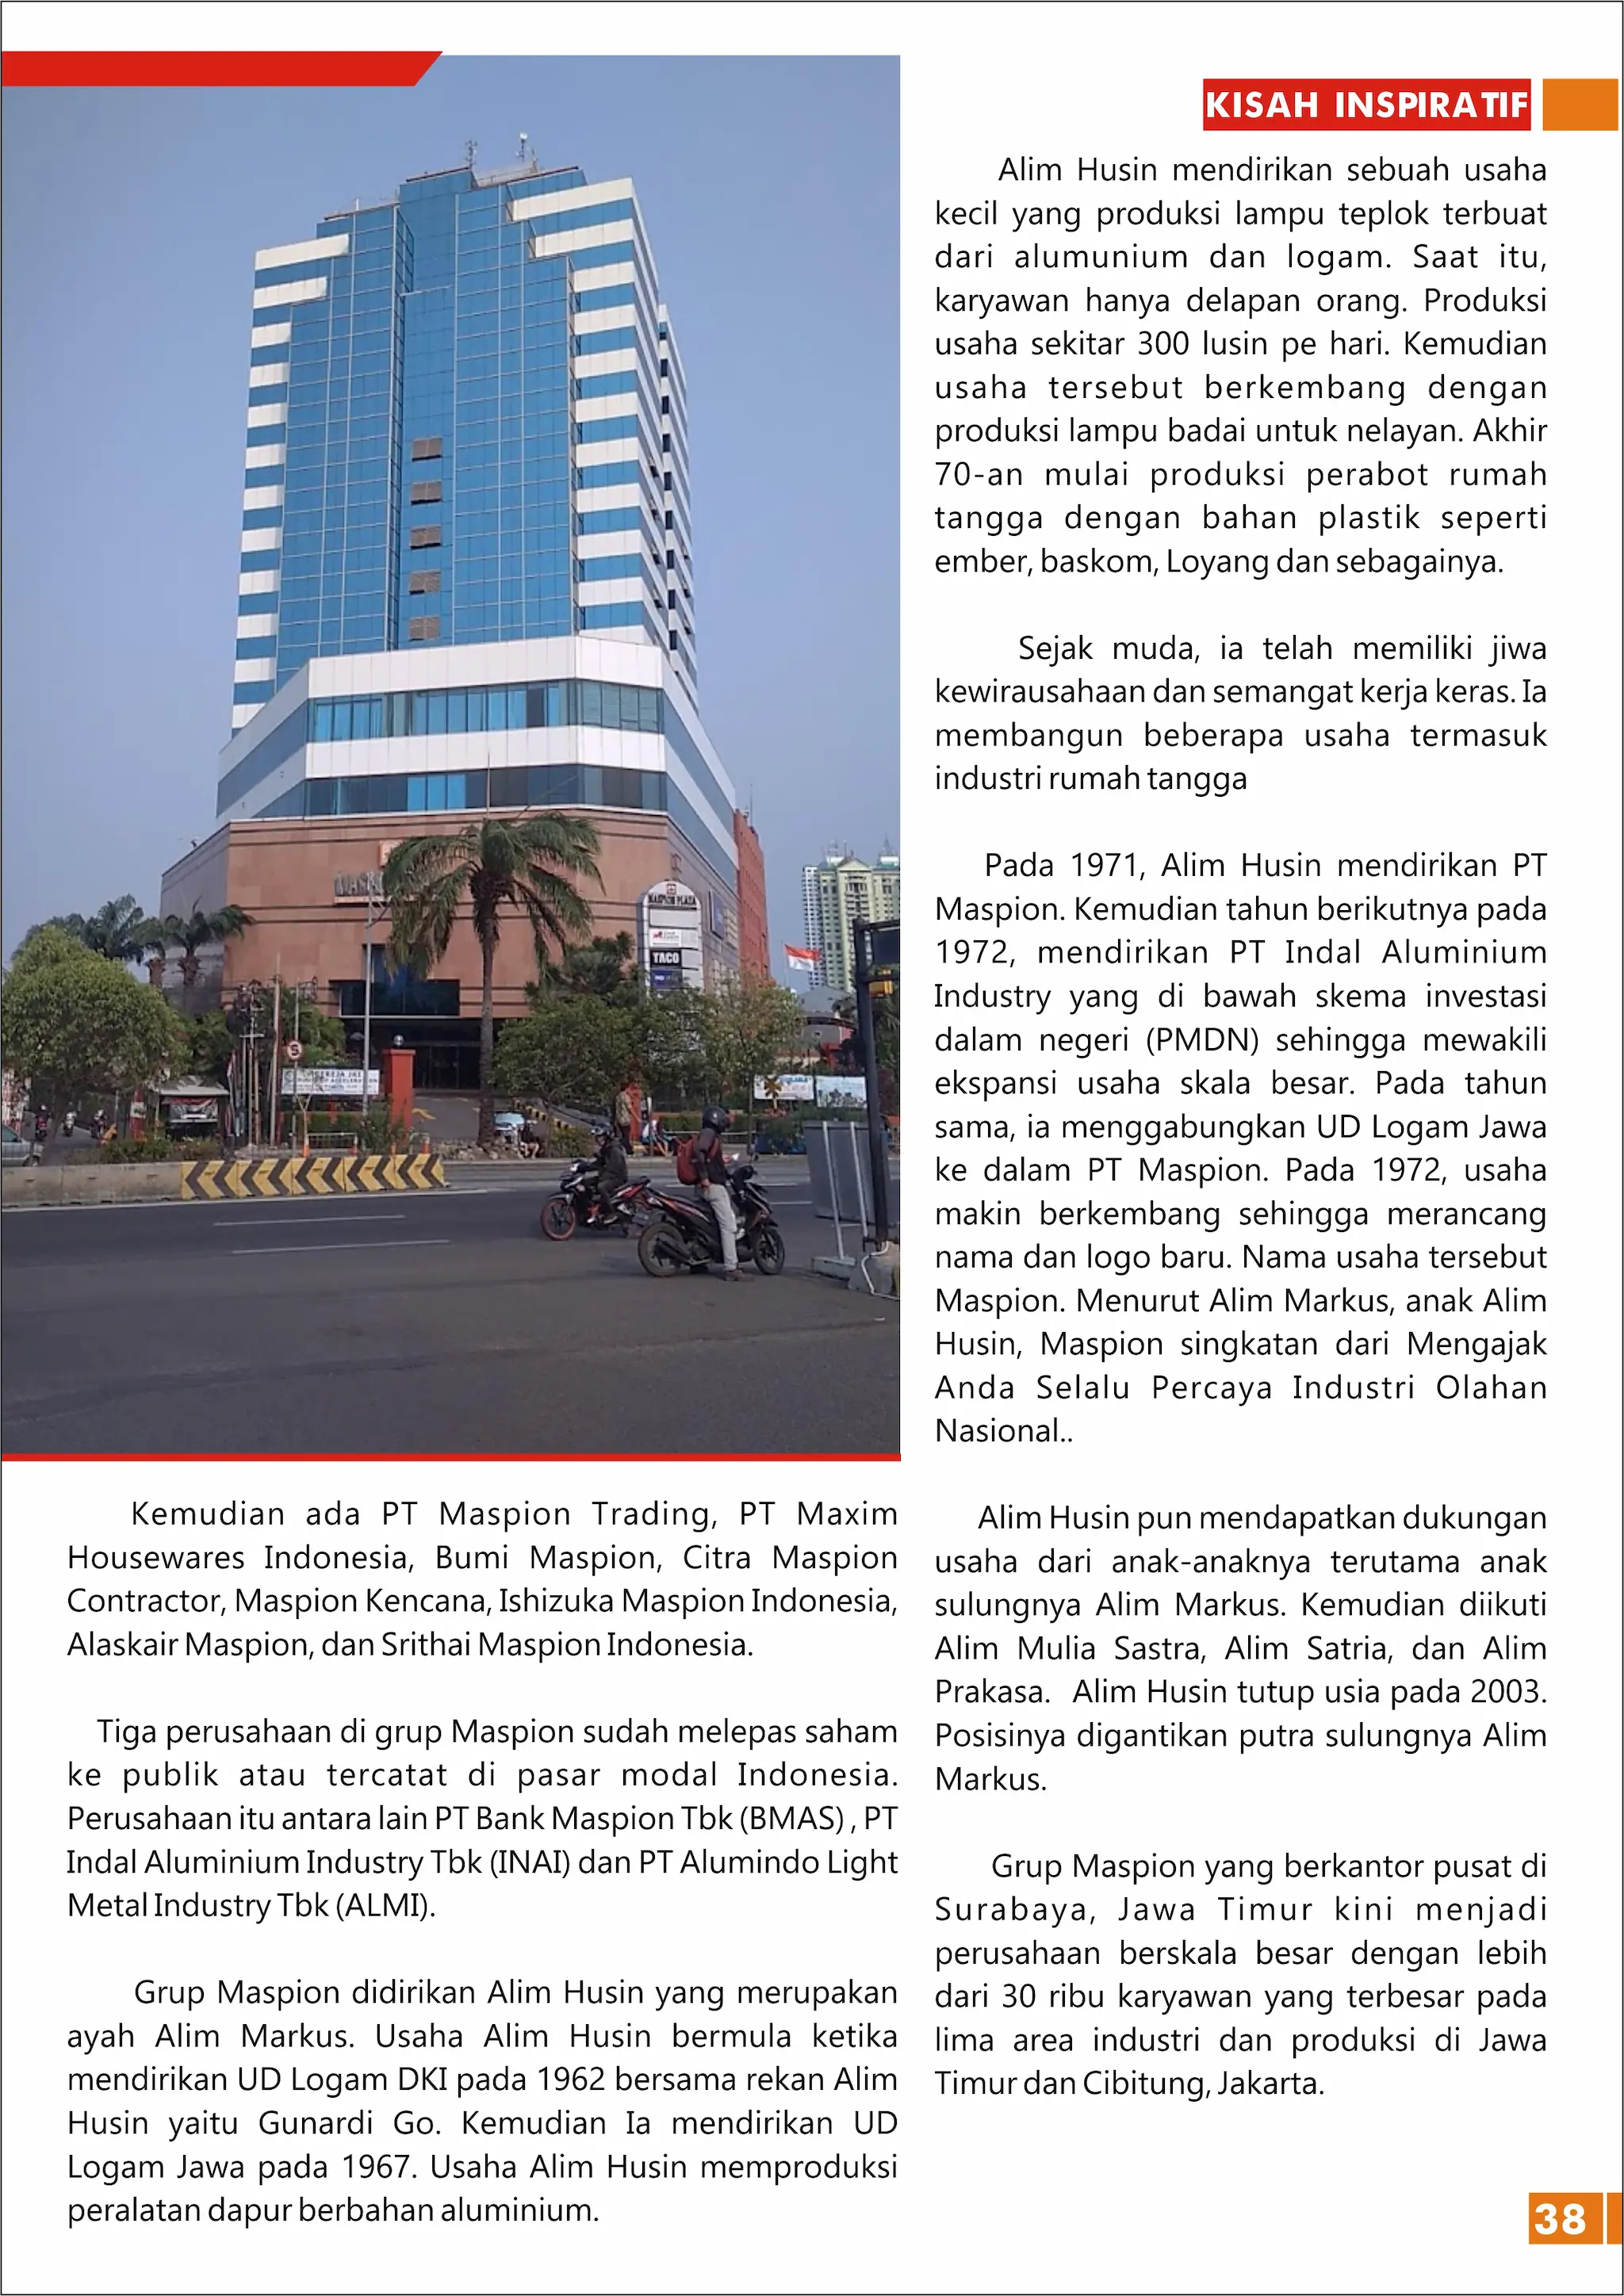 KISAH INSPIRATIF
MASPION PLAZA
TACO
Kemudian ada PT Maspion Trading, PT Maxim
Housewares Indonesia, Bumi Maspion, Citra Maspion
Contractor, Maspion Kencana, Ishizuka Maspion Indonesia,
Alaskair Maspion, dan Srithai Maspion Indonesia.
Tiga perusahaan di grup Maspion sudah melepas saham
ke publik atau tercatat di pasar modal Indonesia.
Perusahaan itu antara lain PT Bank Maspion Tbk (BMAS) , PT
Indal Aluminium Industry Tbk (INAI) dan PT Alumindo Light
Metal Industry Tbk (ALMI).
Grup Maspion didirikan Alim Husin yang merupakan
ayah Alim Markus. Usaha Alim Husin bermula ketika
mendirikan UD Logam DKI pada 1962 bersama rekan Alim
Husin yaitu Gunardi Go. Kemudian Ia mendirikan UD
Logam Jawa pada 1967. Usaha Alim Husin memproduksi
peralatan dapur berbahan aluminium.
Alim Husin mendirikan sebuah usaha
kecil yang produksi lampu teplok terbuat
dari alumunium dan logam. Saat itu,
karyawan hanya delapan orang. Produksi
usaha sekitar 300 lusin pe hari. Kemudian
usaha tersebut berkembang dengan
produksi lampu badai untuk nelayan. Akhir
70-an mulai produksi perabot rumah
tangga dengan bahan plastik seperti
ember, baskom, Loyang dan sebagainya.
Sejak muda, ia telah memiliki jiwa
kewirausahaan dan semangat kerja keras. Ia
membangun beberapa usaha termasuk
industri rumah tangga
Pada 1971, Alim Husin mendirikan PT
Maspion. Kemudian tahun berikutnya pada
1972, mendirikan PT Indal Aluminium
Industry yang di bawah skema investasi
dalam negeri (PMDN) sehingga mewakili
ekspansi usaha skala besar. Pada tahun
sama, ia menggabungkan UD Logam Jawa
ke dalam PT Maspion. Pada 1972, usaha
makin berkembang sehingga merancang
nama dan logo baru. Nama usaha tersebut
Maspion. Menurut Alim Markus, anak Alim
Husin, Maspion singkatan dari Mengajak
Anda Selalu Percaya Industri Olahan
Nasional..
Alim Husin pun mendapatkan dukungan
usaha dari anak-anaknya terutama anak
sulungnya Alim Markus. Kemudian diikuti
Alim Mulia Sastra, Alim Satria, dan Alim
Prakasa. Alim Husin tutup usia pada 2003.
Posisinya digantikan putra sulungnya Alim
Markus.
Grup Maspion yang berkantor pusat di
Surabaya, Jawa Timur kini menjadi
perusahaan berskala besar dengan lebih
dari 30 ribu karyawan yang terbesar pada
lima area industri dan produksi di Jawa
Timur dan Cibitung, Jakarta.
38